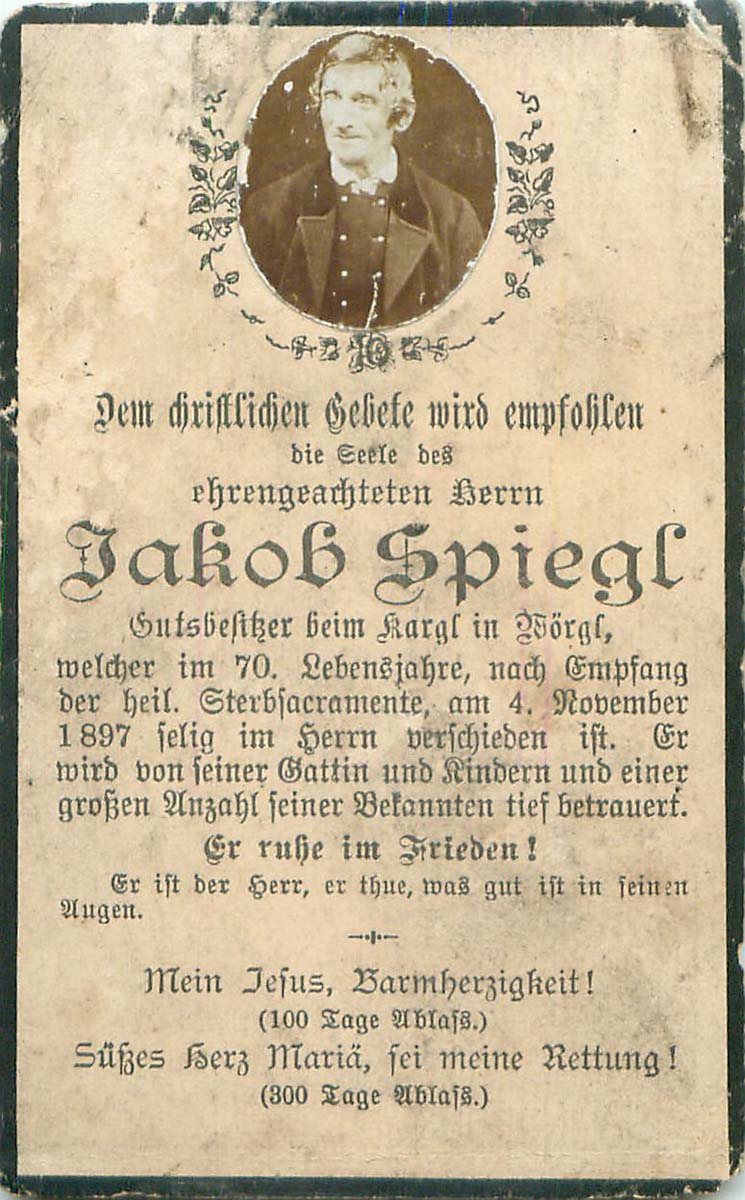 Dem christlichen Gebete wird empfohlen
die Seele des
ehrengeachteten Herrn
Jakob Spiegl
Gutsbesitzer beim Kargl in Wörgl,
welcher im 70. Lebensjahre, nach Empfang
der heil. Sterbsacramente, am 4. November
1897 selig im Herrn verschieden ist. Er
wird von seiner Gattin und Kindern und einer
großen Anzahl seiner Bekannten tief betrauert.
Er ruhe im Frieden!
Er ist der Herr, er thue, was gut ist in seinen
Augen.
Mein Jesus, Barmherzigkeit!
(100 Tage Ablass.)
Süßes Herz Mariä, sei meine Rettung!
(300 Tage Ablass.)